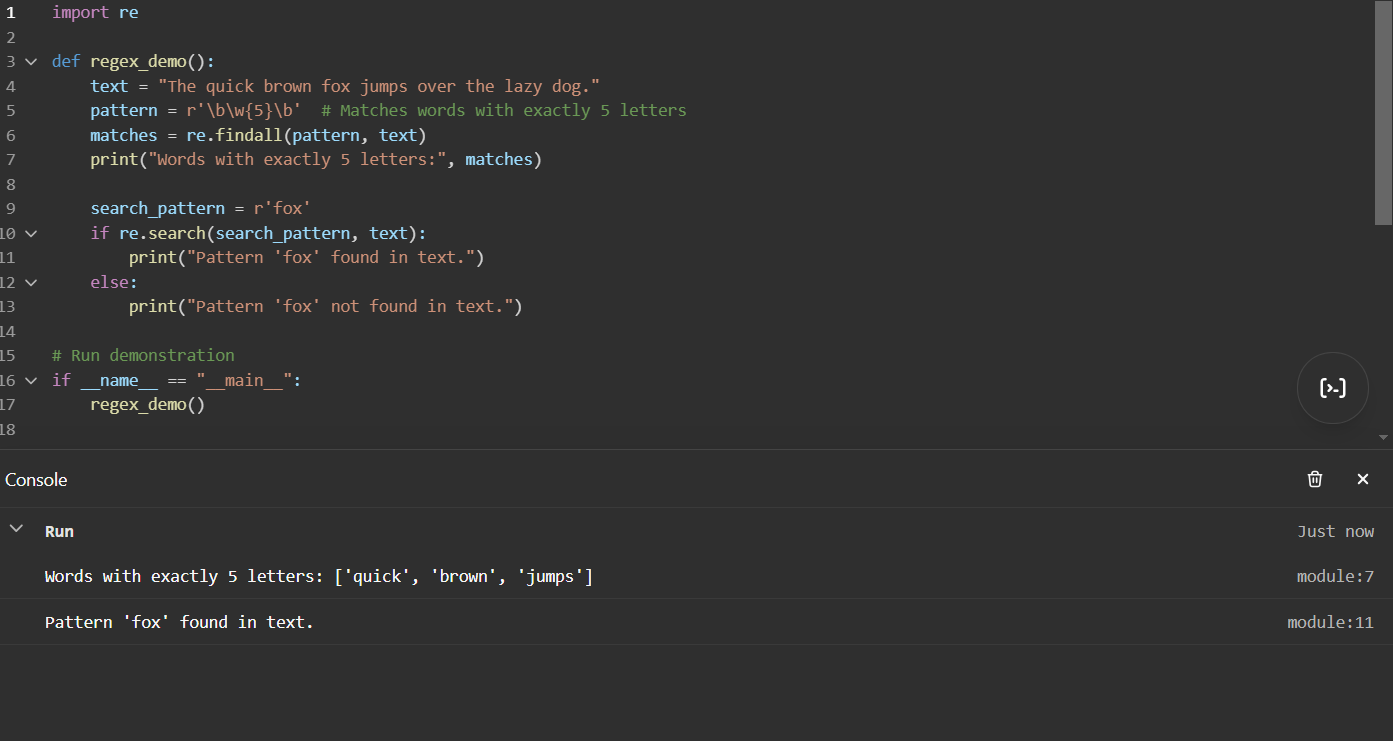 1 import re
2
3 def regex_demo():
4     text = "The quick brown fox jumps over the lazy dog."
5     pattern = r'\b\w{5}\b'  # Matches words with exactly 5 letters
6     matches = re.findall(pattern, text)
7     print("Words with exactly 5 letters:", matches)
8
9     search_pattern = r'fox'
10     if re.search(search_pattern, text):
11         print("Pattern 'fox' found in text.")
12     else:
13         print("Pattern 'fox' not found in text.")
14
15 # Run demonstration
16 if __name__ == "__main__":
17     regex_demo()
18
Console
Run Just now
Words with exactly 5 letters: ['quick', 'brown', 'jumps'] module:7
Pattern 'fox' found in text. module:11